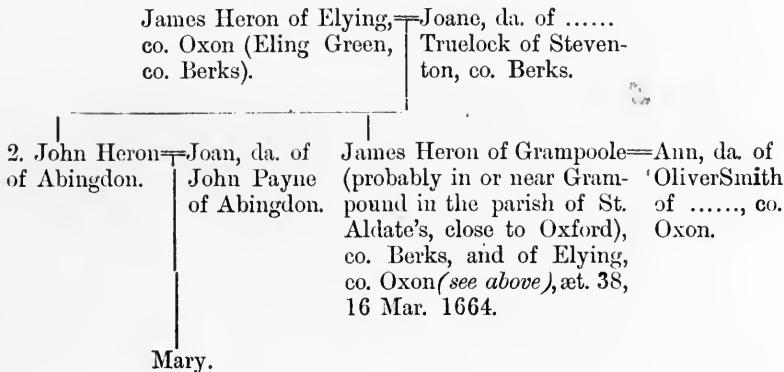 James Heron of Elying,
co. Oxon (Eling Green,
co. Berks).
Joane, da. of ......
Truelock of Steven-
ton, co. Berks.
2. John Heron
of Abingdon.
Joan, da. of
John Payne
of Abingdon.
James Heron of Grampoole
(probably in or near Gram-
pound in the parish of St.
Aldate's, close to Oxford),
co. Berks, and of Elying,
co. Oxon (see above), æt. 38,
16 Mar. 1664.
Ann, da. of
Oliver Smith
of ......, co.
Oxon.
Mary.